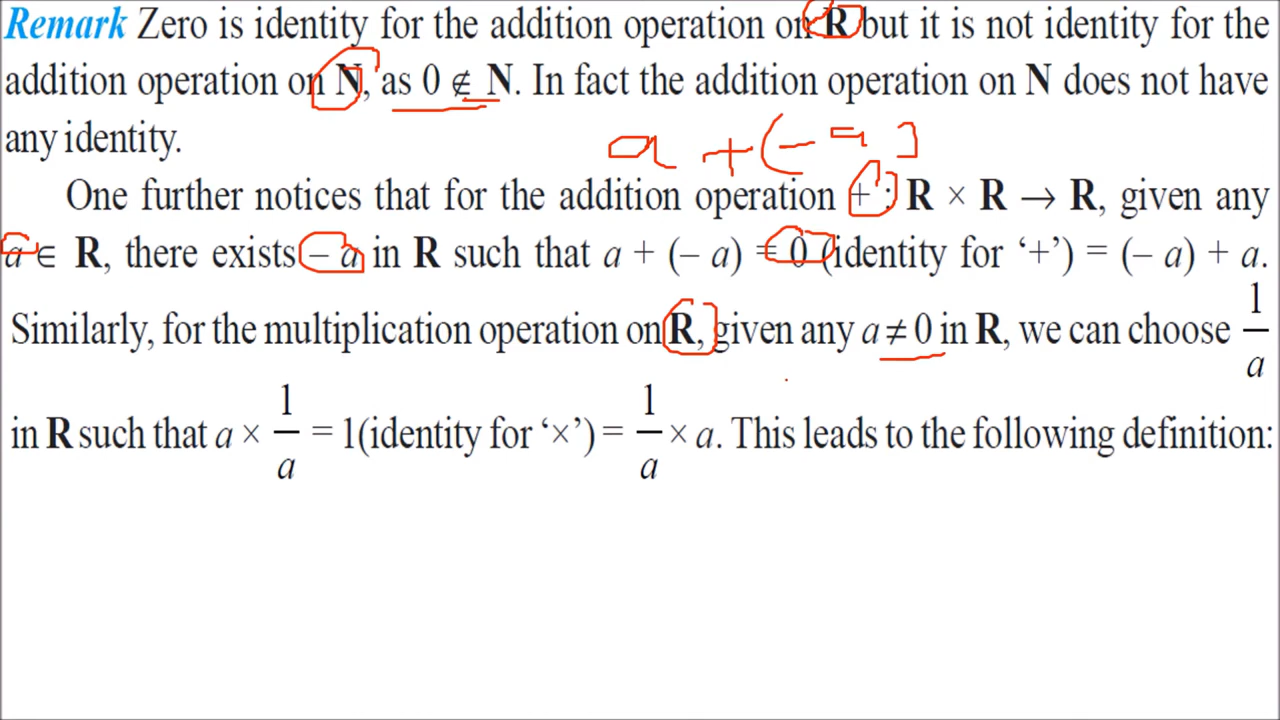 Remark Zero is identity for the addition operation on R but it is not identity for the
addition operation on N, as 0 ∉ N. In fact the addition operation on N does not have
any identity.
a + (– a)
One further notices that for the addition operation + : R × R → R, given any
a ∈ R, there exists – a in R such that a + (– a) = 0 (identity for ‘+’) = (– a) + a.
Similarly, for the multiplication operation on R, given any a ≠ 0 in R, we can choose 1/a
in R such that a × 1/a = 1(identity for ‘×’) = 1/a × a. This leads to the following definition: